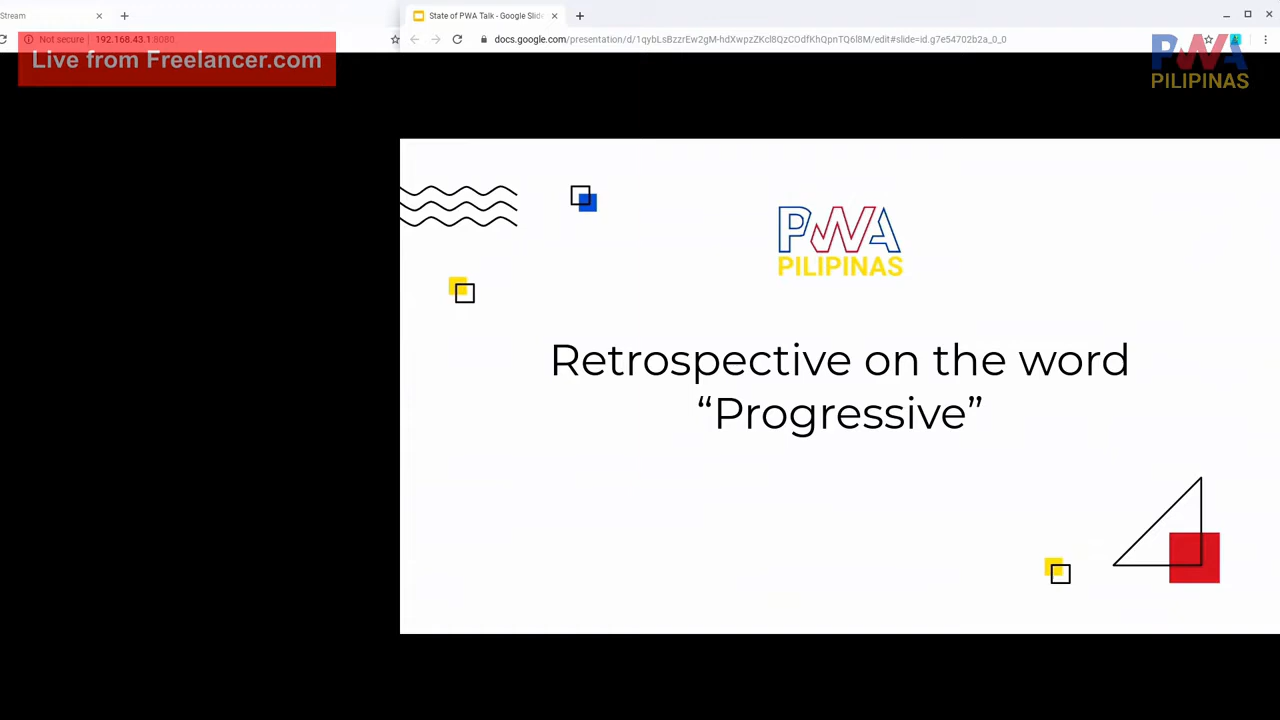 Stream
State of PWA Talk - Google Slid
Not secure
192.168.43.1:8080
docs.google.com/presentation/d/1qybLsBzzrEw2gM-hdXwpzZKcl8QzCOdfKhQpnTQ6l8M/edit#slide=id.g7e54702b2a_0_0
Live from Freelancer.com
PWA
PILIPINAS
PWA
PILIPINAS
Retrospective on the word
“Progressive”